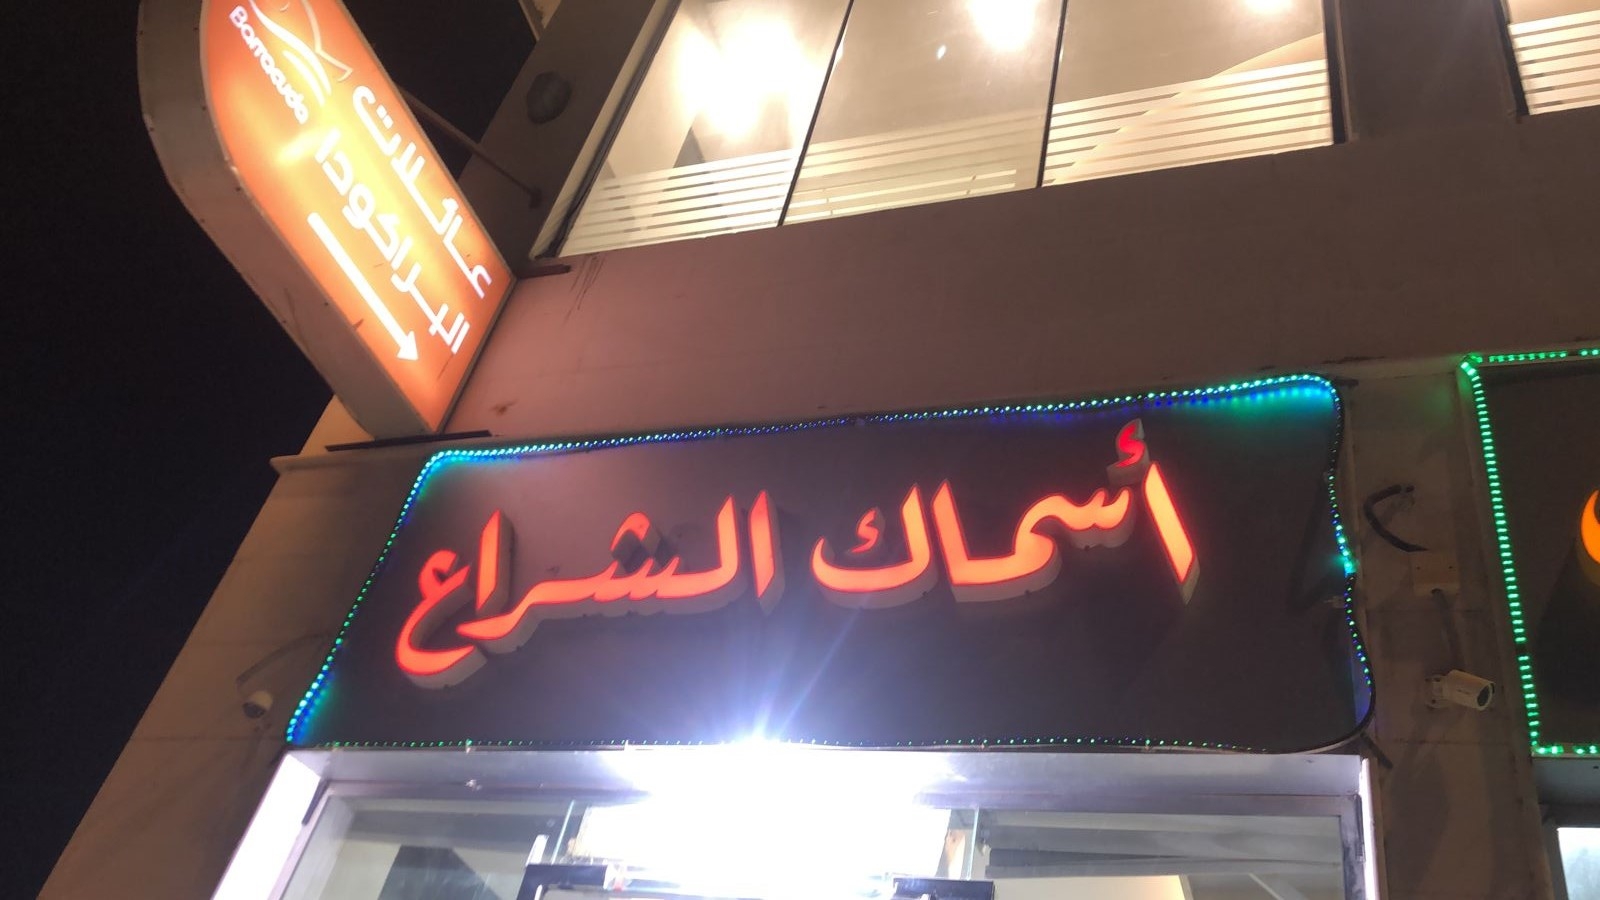 Barracuda
عائلات
البراكودا
أسماك الشراع